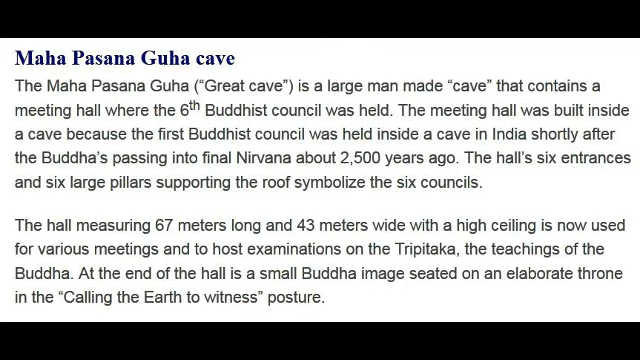 Maha Pasana Guha cave
The Maha Pasana Guha (“Great cave”) is a large man made “cave” that contains a
meeting hall where the 6th Buddhist council was held. The meeting hall was built inside
a cave because the first Buddhist council was held inside a cave in India shortly after
the Buddha’s passing into final Nirvana about 2,500 years ago. The hall’s six entrances
and six large pillars supporting the roof symbolize the six councils.
The hall measuring 67 meters long and 43 meters wide with a high ceiling is now used
for various meetings and to host examinations on the Tripitaka, the teachings of the
Buddha. At the end of the hall is a small Buddha image seated on an elaborate throne
in the “Calling the Earth to witness” posture.